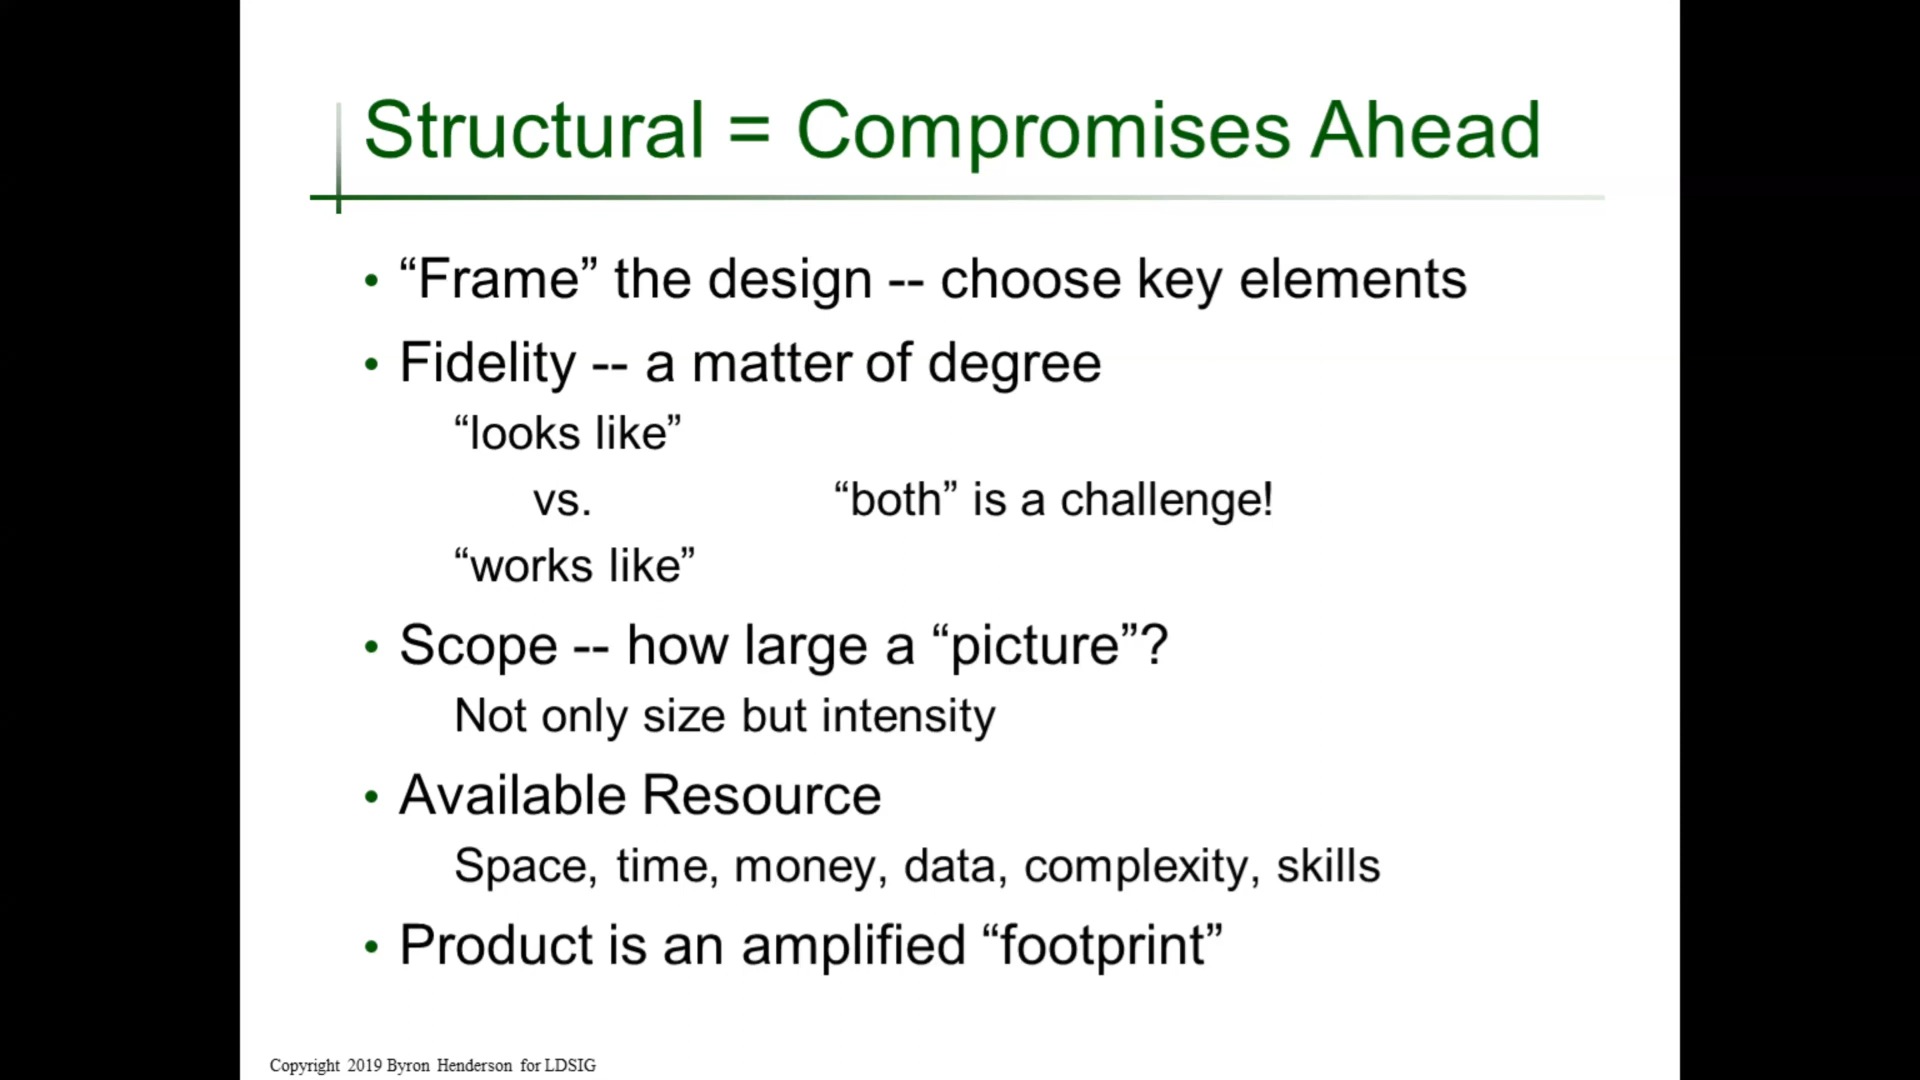 Structural = Compromises Ahead
• “Frame” the design -- choose key elements
• Fidelity -- a matter of degree
“looks like”
vs. “both” is a challenge!
“works like”
• Scope -- how large a “picture”?
Not only size but intensity
• Available Resource
Space, time, money, data, complexity, skills
• Product is an amplified “footprint”
Copyright 2019 Byron Henderson for LDSIG